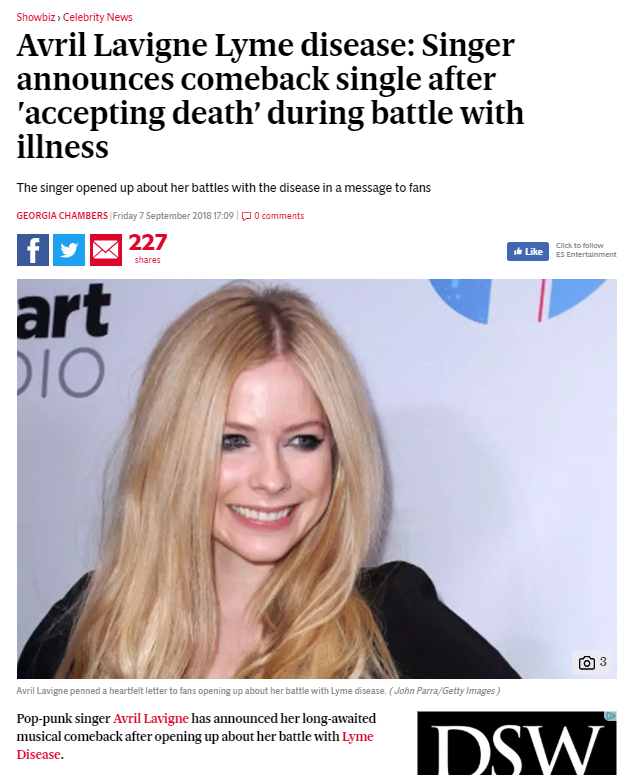 Showbiz › Celebrity News
Avril Lavigne Lyme disease: Singer
announces comeback single after
'accepting death’ during battle with
illness
The singer opened up about her battles with the disease in a message to fans
GEORGIA CHAMBERS | Friday 7 September 2018 17:09 | 0 comments
f 227
shares
Like
Click to follow
ES Entertainment
art
DIO
3
Avril Lavigne penned a heartfelt letter to fans opening up about her battle with Lyme disease. ( John Parra/Getty Images )
Pop-punk singer Avril Lavigne has announced her long-awaited
musical comeback after opening up about her battle with Lyme
Disease.
DSW